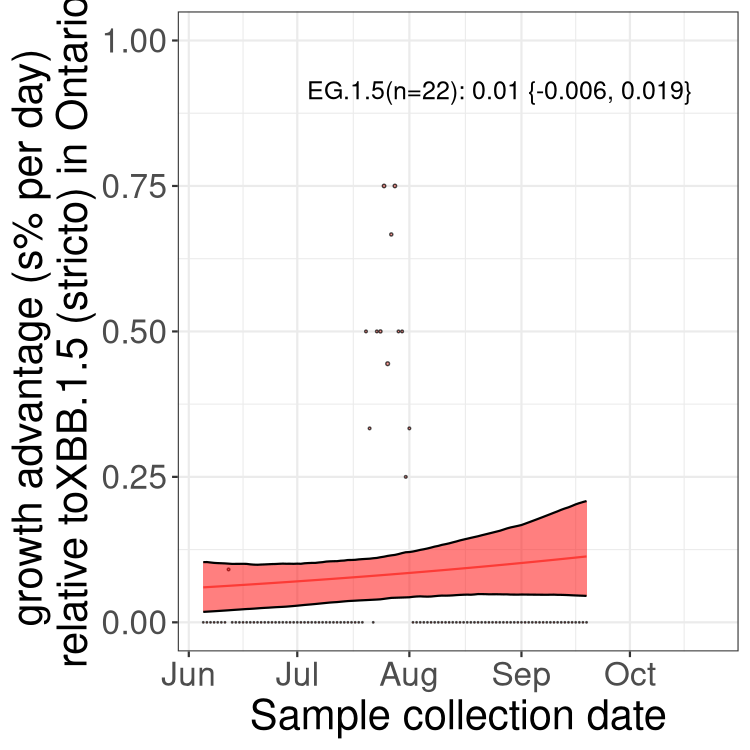 growth advantage (s% per day)
relative toXBB.1.5 (stricto) in Ontario
1.00
0.75
0.50
0.25
0.00
EG.1.5(n=22): 0.01 {-0.006, 0.019}
Jun Jul Aug Sep Oct
Sample collection date